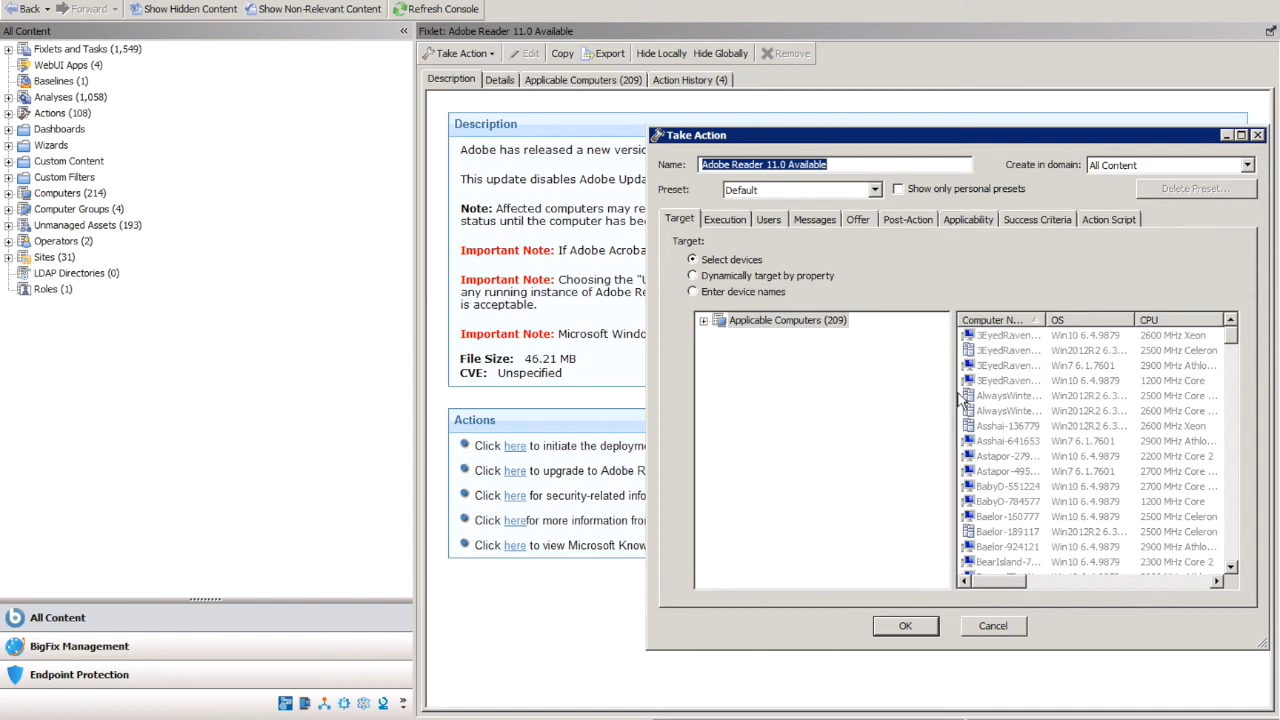 Back
Forward
Show Hidden Content
Show Non-Relevant Content
Refresh Console
All Content
«
Fixlets and Tasks (1,549)
WebUI Apps (4)
Baselines (1)
Analyses (1,058)
Actions (108)
Dashboards
Wizards
Custom Content
Custom Filters
Computers (214)
Computer Groups (4)
Unmanaged Assets (193)
Operators (2)
Sites (31)
LDAP Directories (0)
Roles (1)
All Content
BigFix Management
Endpoint Protection
Fixlet: Adobe Reader 11.0 Available
Take Action
Edit
Copy
Export
Hide Locally
Hide Globally
Remove
Description
Details
Applicable Computers (209)
Action History (4)
Description
Adobe has released a new versic
This update disables Adobe Upda
Note: Affected computers may re
status until the computer has bee
Important Note: If Adobe Acroba
Important Note: Choosing the "U
any running instance of Adobe Re
is acceptable.
Important Note: Microsoft Windo
File Size: 46.21 MB
CVE: Unspecified
Actions
Click here to initiate the deployme
Click here to upgrade to Adobe R
Click here for security-related info
Click herefor more information from
Click here to view Microsoft Know
Take Action
Name: Adobe Reader 11.0 Available
Create in domain: All Content
Preset: Default
Show only personal presets
Delete Preset...
Target
Execution
Users
Messages
Offer
Post-Action
Applicability
Success Criteria
Action Script
Target:
Select devices
Dynamically target by property
Enter device names
Applicable Computers (209)
Computer N... OS CPU
3EyedRaven... Win10 6.4.9879 2600 MHz Xeon
3EyedRaven... Win2012R2 6.3... 2500 MHz Celeron
3EyedRaven... Win7 6.1.7601 2900 MHz Athlo...
3EyedRaven... Win10 6.4.9879 1200 MHz Core
AlwaysWinte... Win2012R2 6.3... 2500 MHz Core ...
AlwaysWinte... Win2012R2 6.3... 2600 MHz Core ...
Asshai-136779 Win2012R2 6.3... 2600 MHz Xeon
Asshai-641653 Win7 6.1.7601 2900 MHz Athlo...
Astapor-279... Win10 6.4.9879 2200 MHz Core 2
Astapor-495... Win7 6.1.7601 2700 MHz Core ...
BabyD-551224 Win10 6.4.9879 2700 MHz Core ...
BabyD-784577 Win10 6.4.9879 1200 MHz Core
Baelor-160777 Win10 6.4.9879 2500 MHz Celeron
Baelor-189117 Win2012R2 6.3... 2500 MHz Celeron
Baelor-924121 Win10 6.4.9879 2900 MHz Athlo...
BearIsland-7... Win10 6.4.9879 2300 MHz Core 2
OK
Cancel